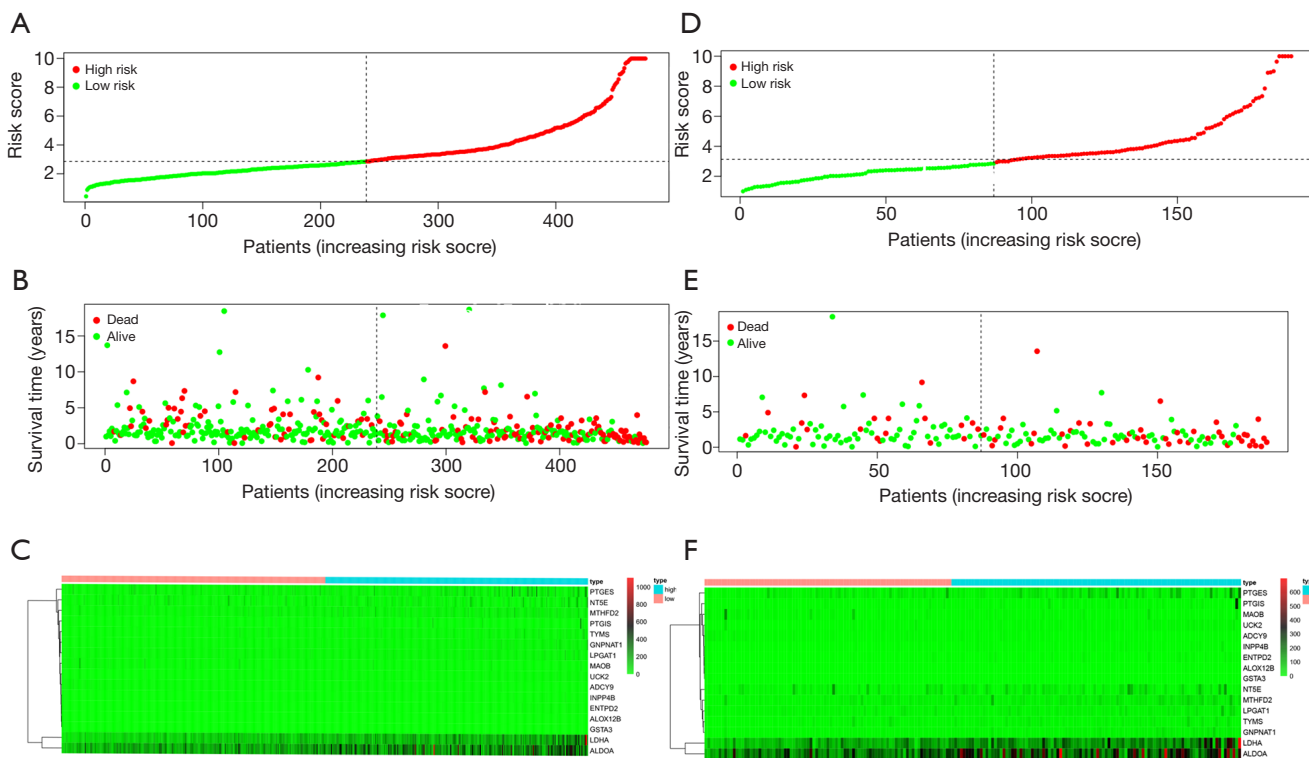 A
Risk score
10
8
6
4
2
High risk
Low risk
0 100 200 300 400
Patients (increasing risk socre)
D
Risk score
10
8
6
4
2
High risk
Low risk
0 50 100 150
Patients (increasing risk socre)
B
Survival time (years)
15
10
5
0
Dead
Alive
0 100 200 300 400
Patients (increasing risk socre)
E
Survival time (years)
15
10
5
0
Dead
Alive
0 50 100 150
Patients (increasing risk socre)
C
type
PTGES
NT5E
MTHFD2
PTGIS
TYMS
GNPNAT1
LPGAT1
MAOB
UCK2
ADCY9
INPP4B
ENTPD2
ALOX12B
GSTA3
LDHA
ALDOA
1000
800
600
400
200
0
type
high
low
F
type
PTGES
PTGIS
MAOB
UCK2
ADCY9
INPP4B
ENTPD2
ALOX12B
GSTA3
NT5E
MTHFD2
LPGAT1
TYMS
GNPNAT1
LDHA
ALDOA
600
500
400
300
200
100
0